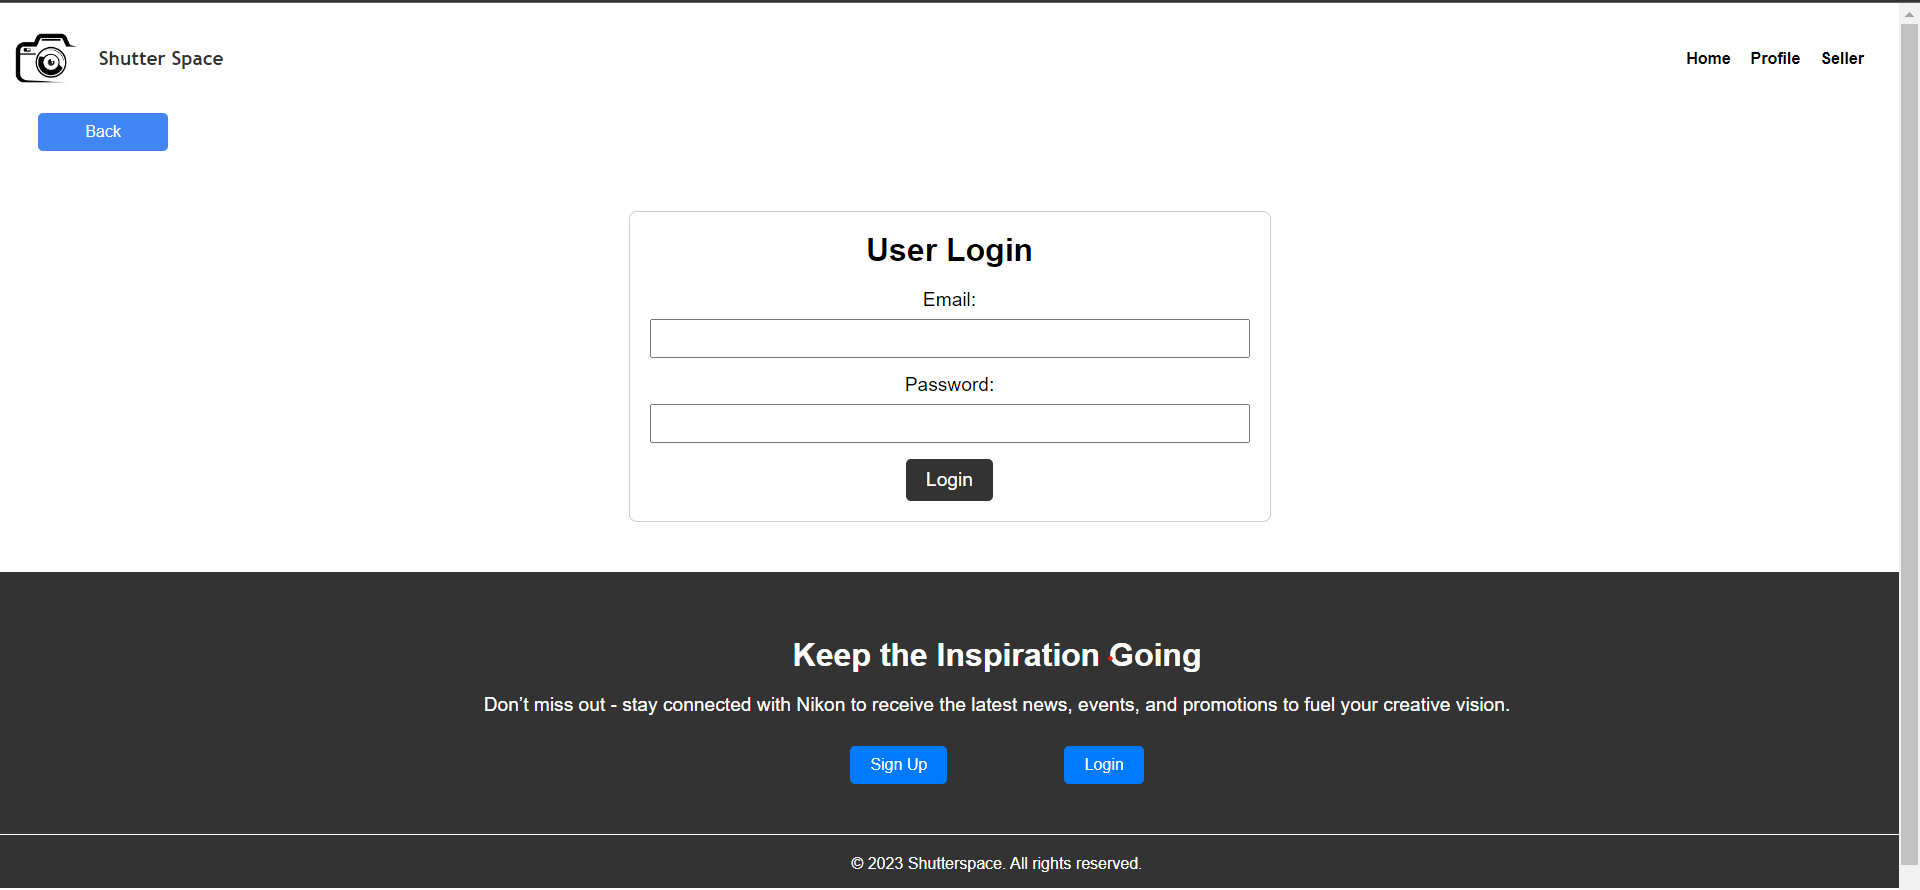 Shutter Space
Home Profile Seller
Back
User Login
Email:
Password:
Login
Keep the Inspiration Going
Don’t miss out - stay connected with Nikon to receive the latest news, events, and promotions to fuel your creative vision.
Sign Up Login
© 2023 Shutterspace. All rights reserved.